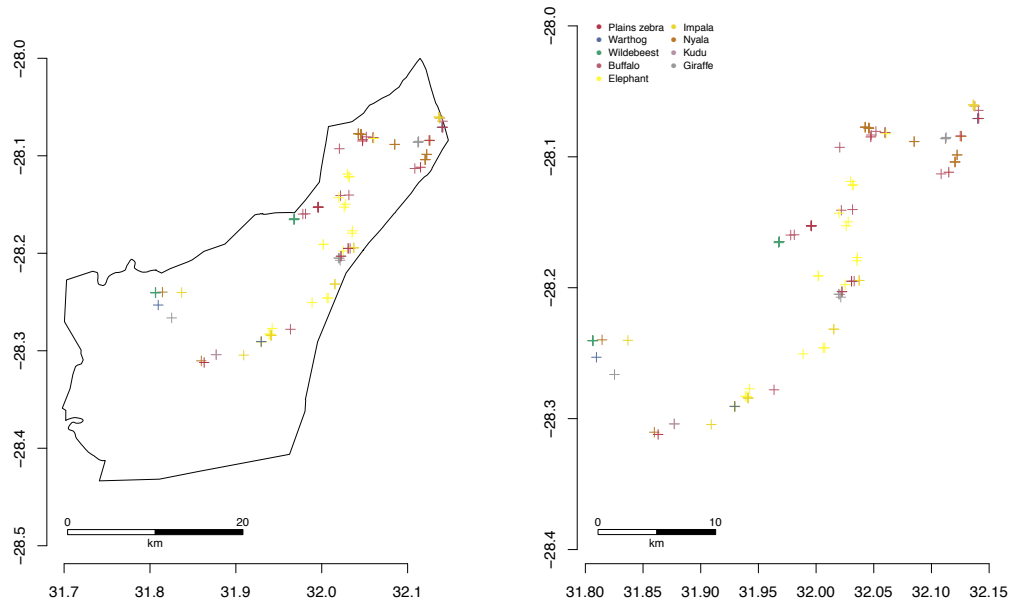 −28.0
−28.1
−28.2
−28.3
−28.4
−28.5
0 20
km
31.7 31.8 31.9 32.0 32.1
−28.0
−28.1
−28.2
−28.3
−28.4
Plains zebra Impala
Warthog Nyala
Wildebeest Kudu
Buffalo Giraffe
Elephant
0 10
km
31.80 31.85 31.90 31.95 32.00 32.05 32.10 32.15